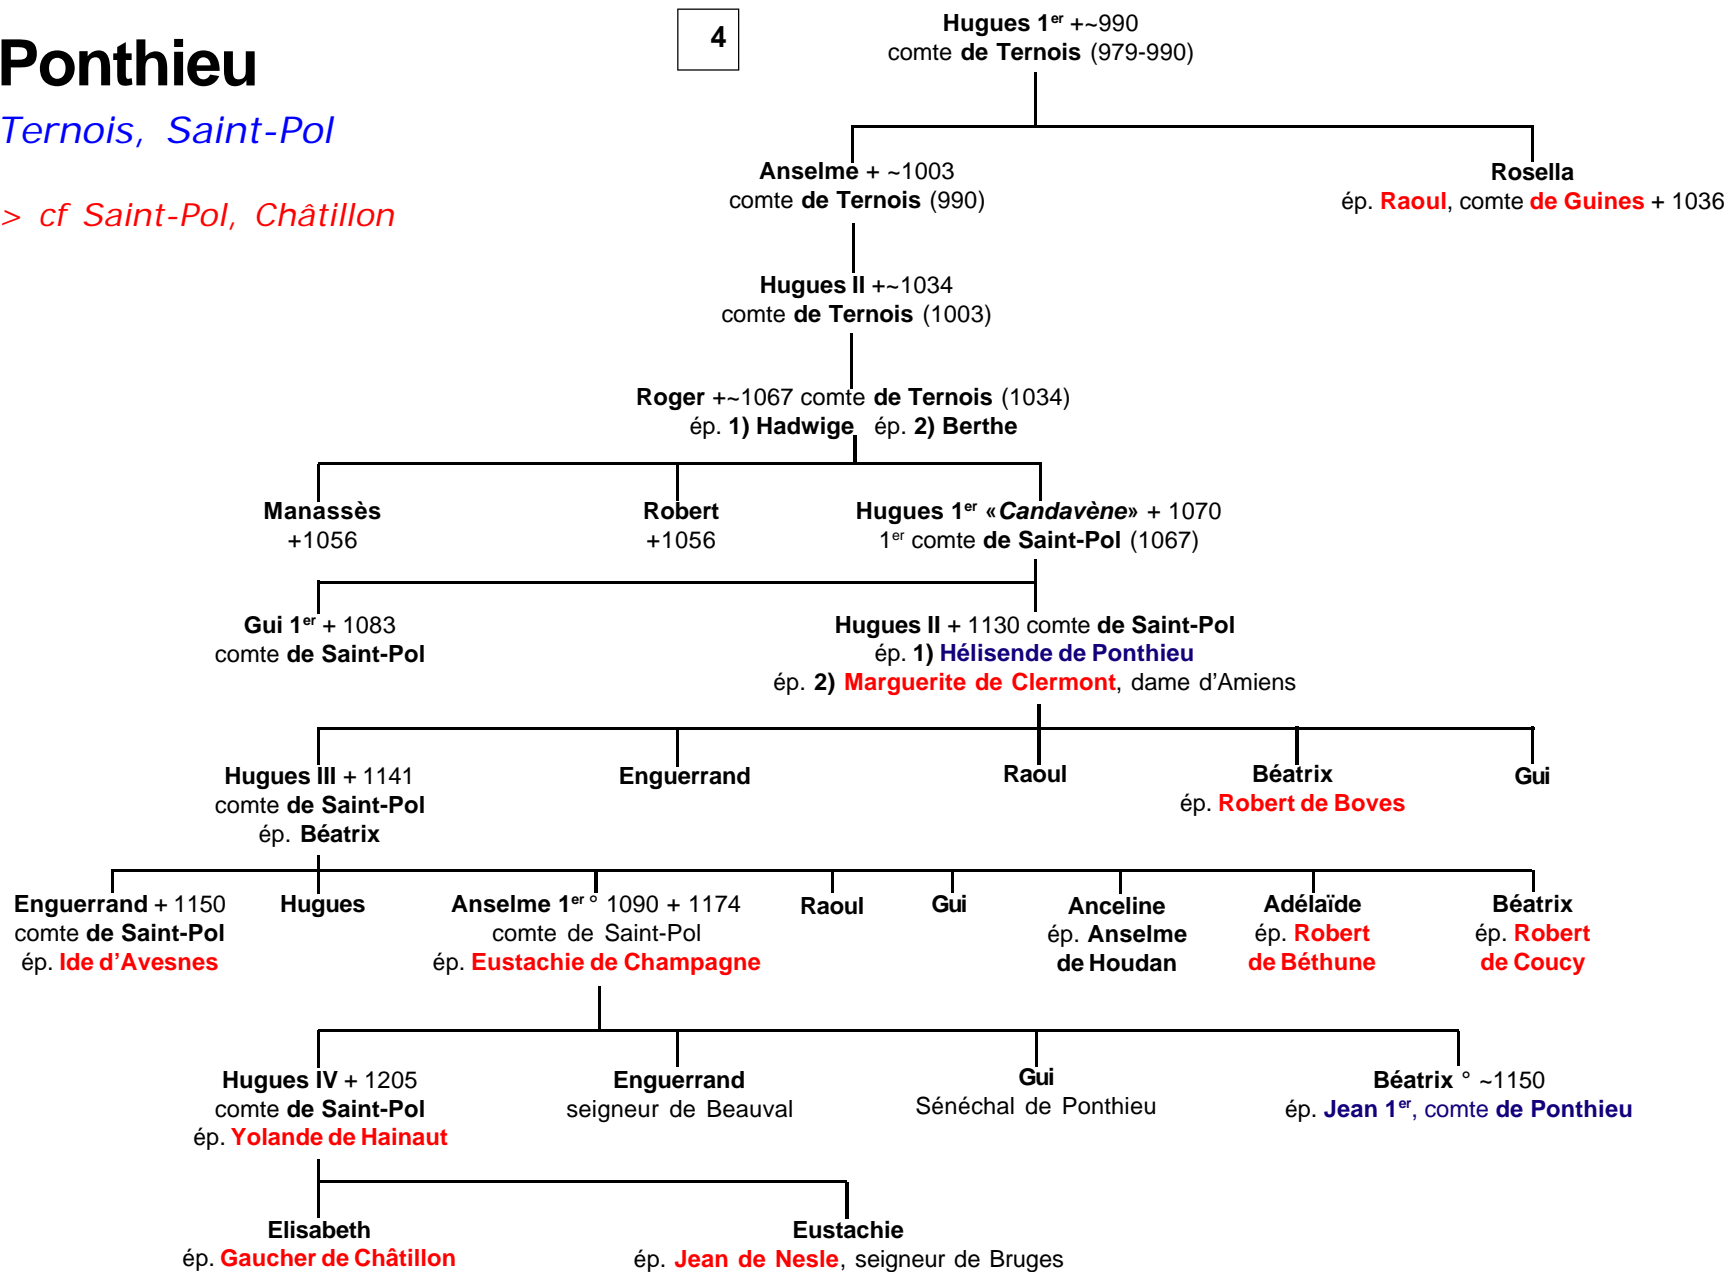 Ponthieu
Ternois, Saint-Pol
> cf Saint-Pol, Châtillon
4
Hugues 1er +~990
comte de Ternois (979-990)
Anselme + ~1003
comte de Ternois (990)
Rosella
ép. Raoul, comte de Guines + 1036
Hugues II +~1034
comte de Ternois (1003)
Roger +~1067 comte de Ternois (1034)
ép. 1) Hadwige ép. 2) Berthe
Manassès
+1056
Robert
+1056
Hugues 1er «Candavène» + 1070
1er comte de Saint-Pol (1067)
Gui 1er + 1083
comte de Saint-Pol
Hugues II + 1130 comte de Saint-Pol
ép. 1) Hélisende de Ponthieu
ép. 2) Marguerite de Clermont, dame d'Amiens
Hugues III + 1141
comte de Saint-Pol
ép. Béatrix
Enguerrand
Raoul
Béatrix
ép. Robert de Boves
Gui
Enguerrand + 1150
comte de Saint-Pol
ép. Ide d'Avesnes
Hugues
Anselme 1er ° 1090 + 1174
comte de Saint-Pol
ép. Eustachie de Champagne
Raoul
Gui
Anceline
ép. Anselme
de Houdan
Adélaïde
ép. Robert
de Béthune
Béatrix
ép. Robert
de Coucy
Hugues IV + 1205
comte de Saint-Pol
ép. Yolande de Hainaut
Enguerrand
seigneur de Beauval
Gui
Sénéchal de Ponthieu
Béatrix ° ~1150
ép. Jean 1er, comte de Ponthieu
Elisabeth
ép. Gaucher de Châtillon
Eustachie
ép. Jean de Nesle, seigneur de Bruges